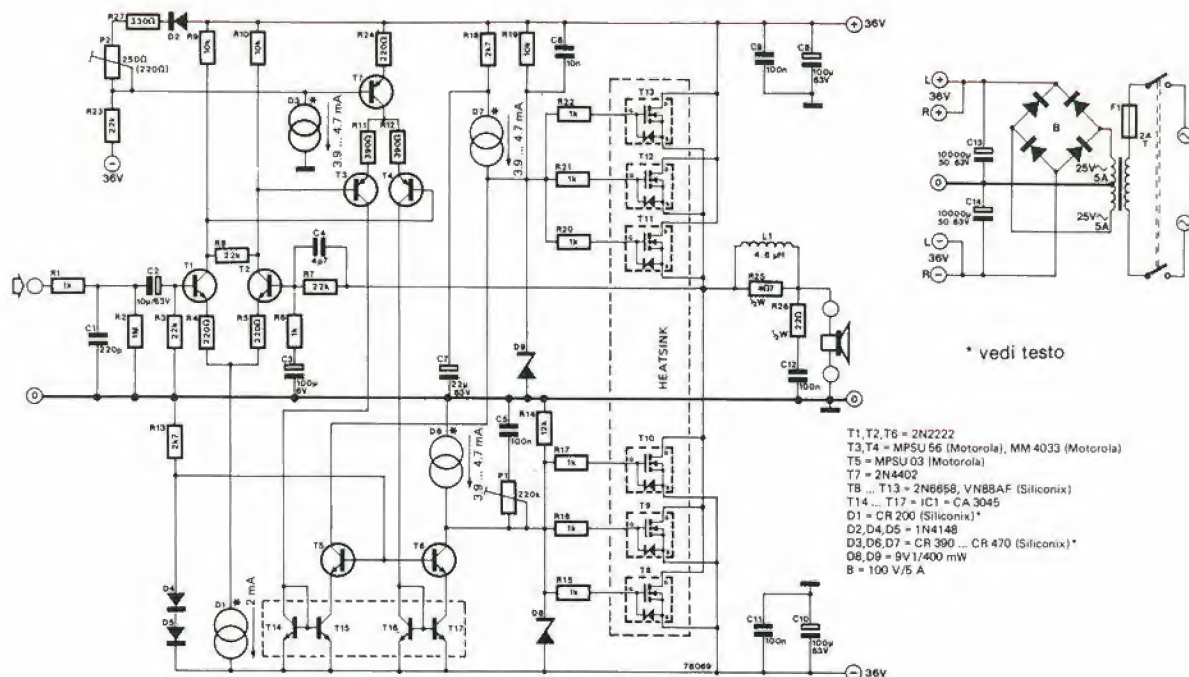 R27
330Ω
D2
R9
10k
R10
10k
R24
220Ω
R18
2k7
R19
10k
C6
10n
+ 36V
P2
250Ω
(220Ω)
R23
22k
36V
T7
D3 *
3.9 ... 4.7 mA
R11
390Ω
R12
390Ω
T3
T4
D7 *
3.9 ... 4.7 mA
R22
1k
T13
R21
1k
T12
R20
1k
T11
C9
100n
C8
100µ
63V
L +
36V
R +
B
F1
2A
T
25V~
5A
25V~
5A
C13
10000µ
50 63V
0
C14
10000µ
50 63V
L −
36V
R −
R1
1k
C1
220p
R2
1M
C2
10µ/63V
R3
22k
T1
R8
22k
T2
R4
220Ω
R5
220Ω
C4
4p7
R7
22k
R6
1k
C3
100µ
6V
C7
22µ
63V
D9
HEATSINK
L1
R25
½W
R26
22Ω
½W
C12
100n
* vedi testo
0
0
R13
2k7
D6 *
3.9 ... 4.7 mA
C5
100n
R14
12k
P1
220k
R17
1k
T10
R16
1k
T9
R15
1k
T8
T5
T6
D4
D5
D1 *
2 mA
T14
T15
T16
T17
D8
C11
100n
C10
100µ
63V
78069
− 36V
T1,T2,T6 = 2N2222
T3,T4 = MPSU 56 (Motorola), MM 4033 (Motorola)
T5 = MPSU 03 (Motorola)
T7 = 2N4402
T8 ... T13 = 2N6658, VN88AF (Siliconix)
T14 ... T17 = IC1 = CA 3045
D1 = CR 200 (Siliconix)*
D2,D4,D5 = 1N4148
D3,D6,D7 = CR 390 ... CR 470 (Siliconix)*
D8,D9 = 9V1/400 mW
B = 100 V/5 A